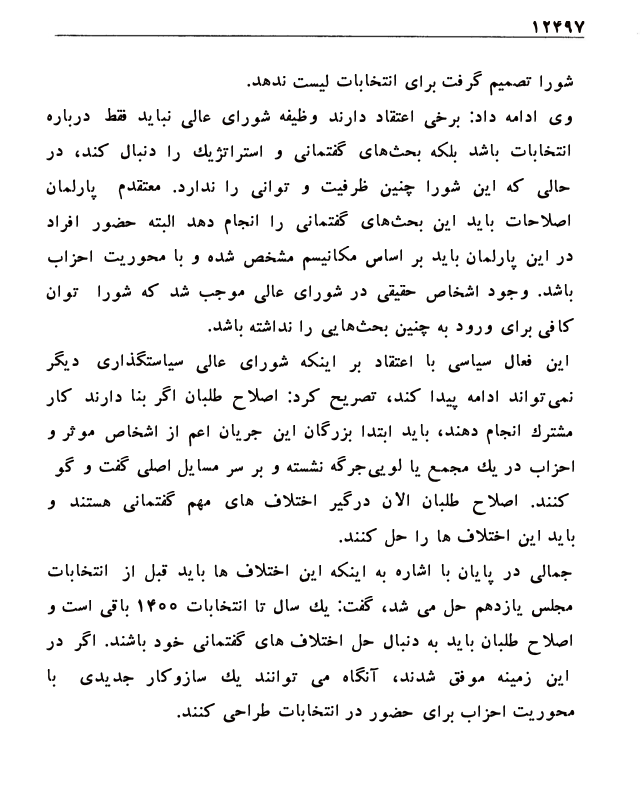 ۱۲۴۹۷
شورا تصمیم گرفت برای انتخابات لیست ندهد.
وی ادامه داد: برخی اعتقاد دارند وظیفه شورای عالی نباید فقط درباره
انتخابات باشد بلکه بحث‌های گفتمانی و استراتژیك را دنبال کند، در
حالی که این شورا چنین ظرفیت و توانی را ندارد. معتقدم پارلمان
اصلاحات باید این بحث‌های گفتمانی را انجام دهد البته حضور افراد
در این پارلمان باید بر اساس مکانیسم مشخص شده و با محوریت احزاب
باشد. وجود اشخاص حقیقی در شورای عالی موجب شد که شورا توان
کافی برای ورود به چنین بحث‌هایی را نداشته باشد.
این فعال سیاسی با اعتقاد بر اینکه شورای عالی سیاستگذاری دیگر
نمی‌تواند ادامه پیدا کند، تصریح کرد: اصلاح طلبان اگر بنا دارند کار
مشترك انجام دهند، باید ابتدا بزرگان این جریان اعم از اشخاص موثر و
احزاب در یك مجمع یا لویی‌جرگه نشسته و بر سر مسایل اصلی گفت و گو
کنند. اصلاح طلبان الان درگیر اختلاف های مهم گفتمانی هستند و
باید این اختلاف ها را حل کنند.
جمالی در پایان با اشاره به اینکه این اختلاف ها باید قبل از انتخابات
مجلس یازدهم حل می شد، گفت: یك سال تا انتخابات ۱۴۰۰ باقی است و
اصلاح طلبان باید به دنبال حل اختلاف های گفتمانی خود باشند. اگر در
این زمینه موفق شدند، آنگاه می توانند یك سازوکار جدیدی با
محوریت احزاب برای حضور در انتخابات طراحی کنند.